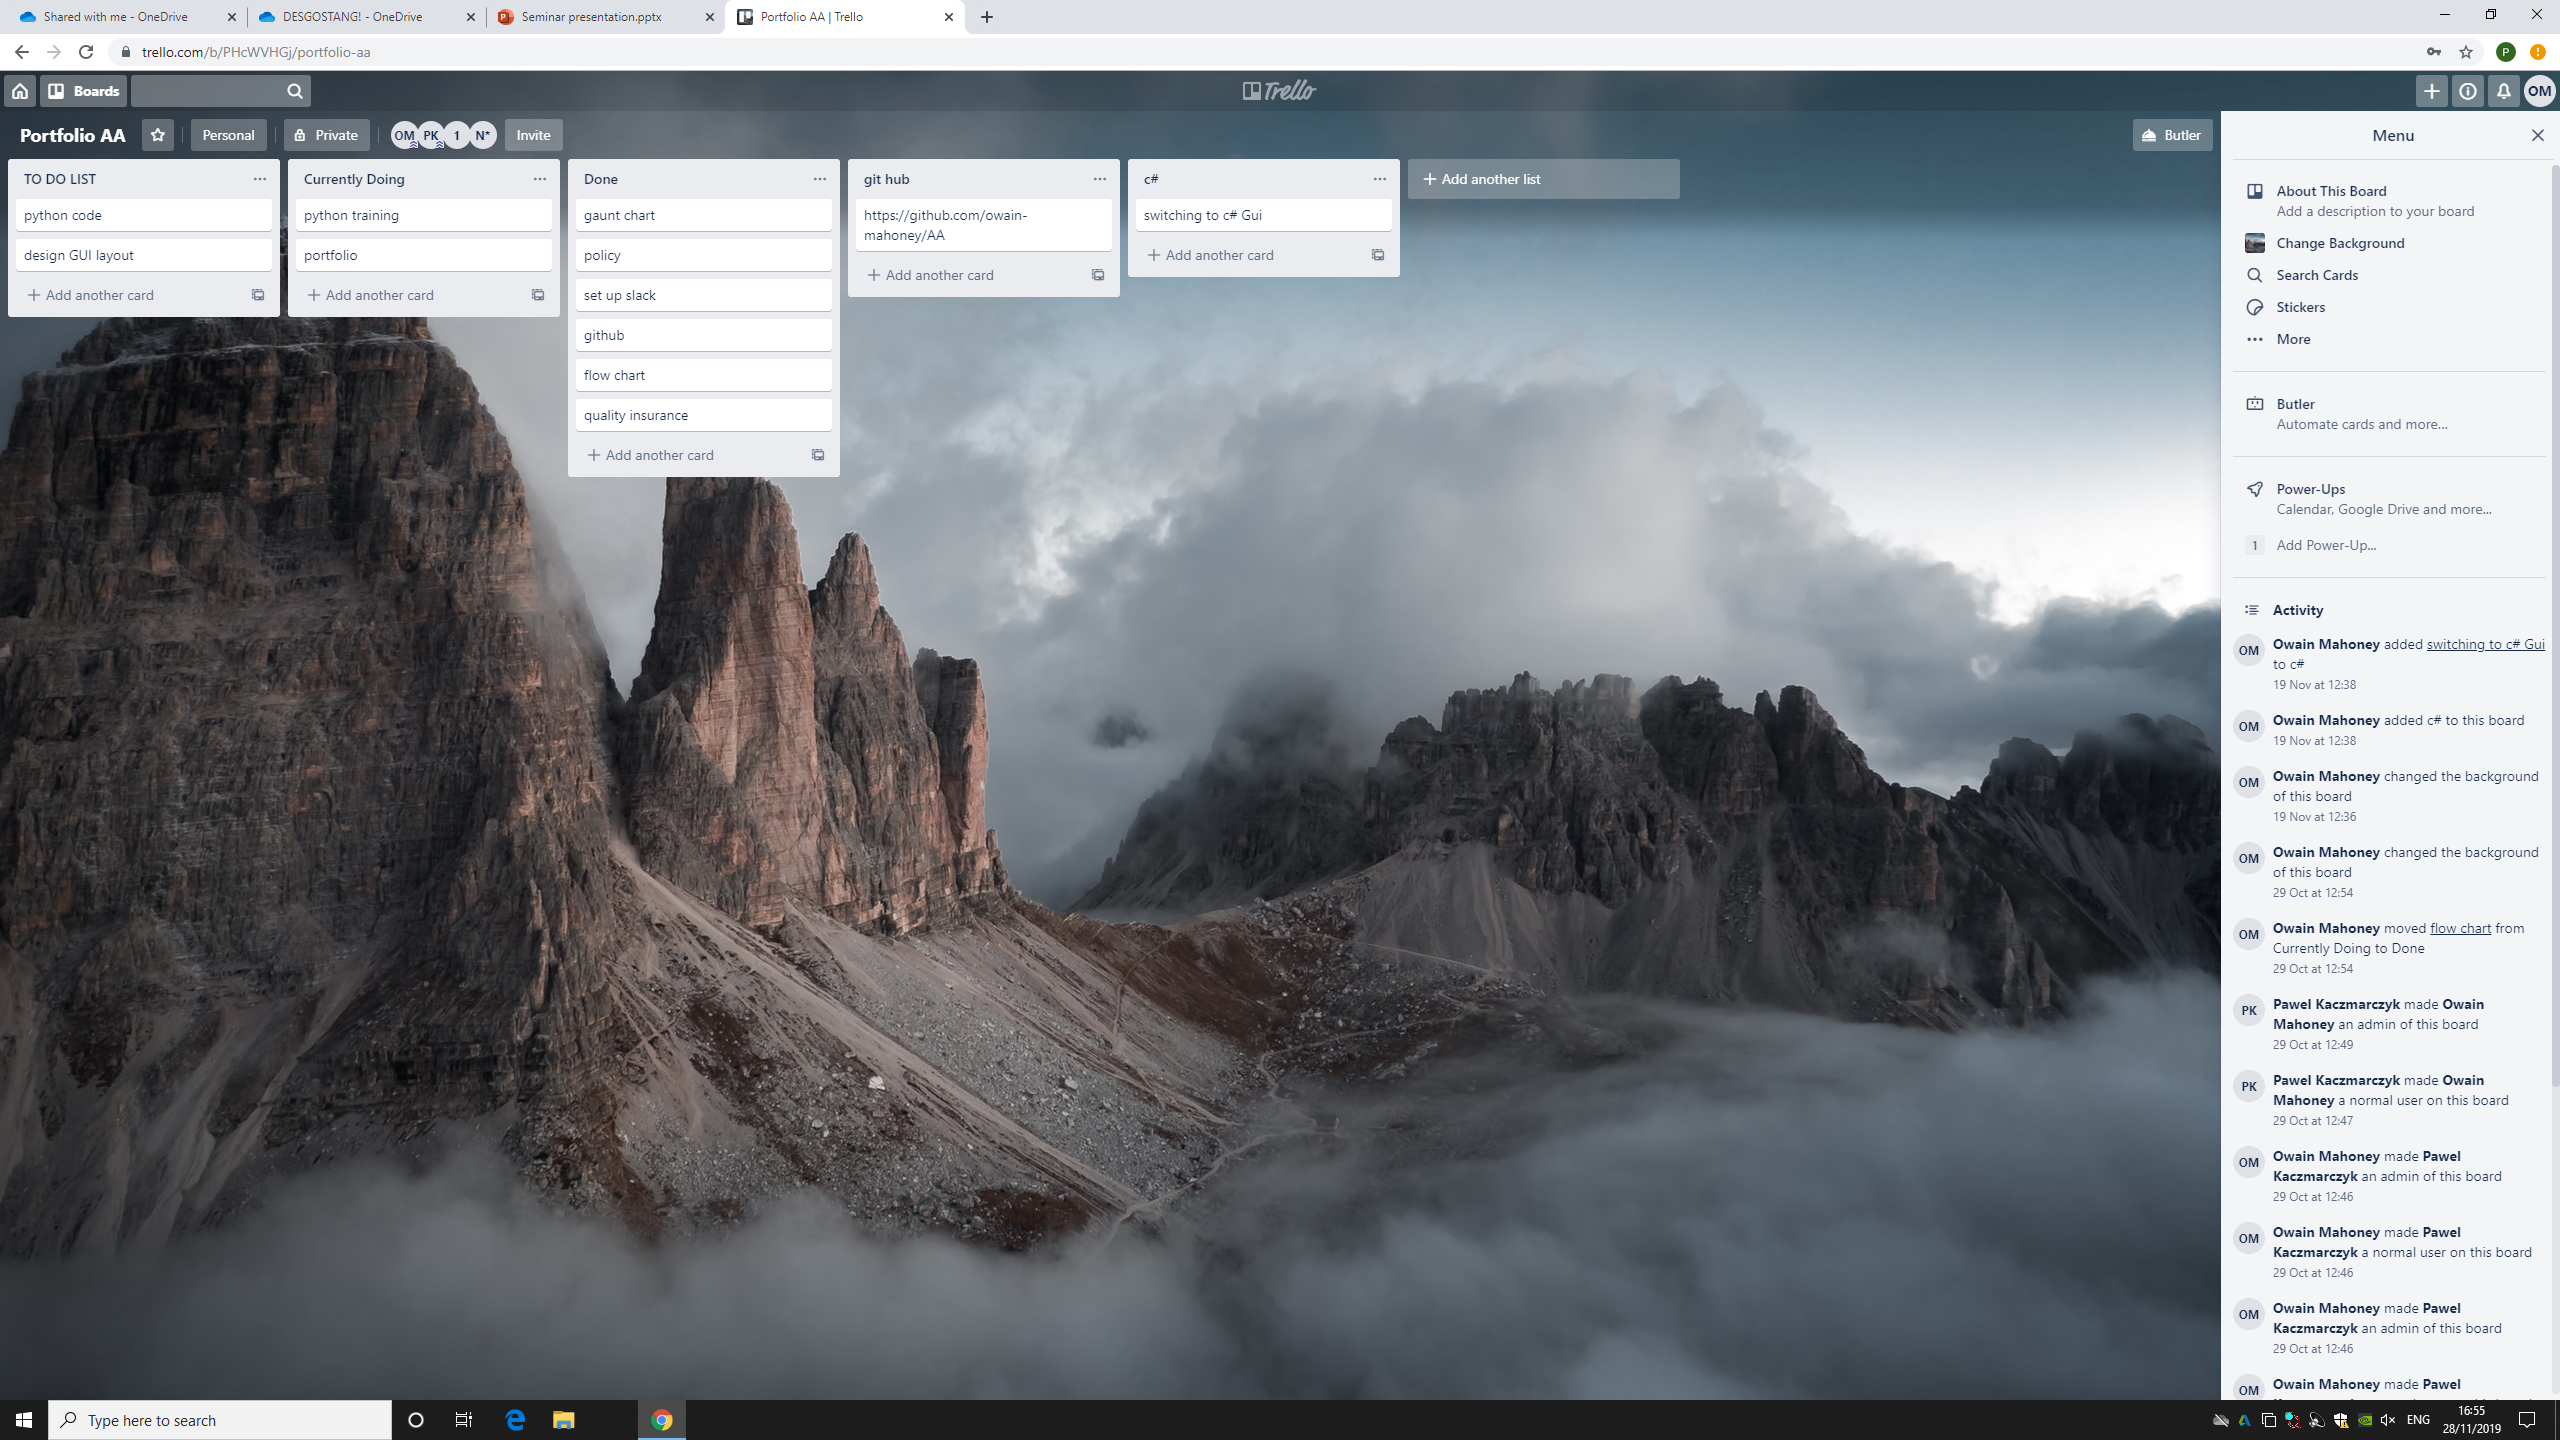 Shared with me - OneDrive
DESGOSTANG! - OneDrive
Seminar presentation.pptx
Portfolio AA | Trello
trello.com/b/PHcWVHGj/portfolio-aa
P
Boards
Trello
OM
Portfolio AA
Personal
Private
OM PK 1 N*
Invite
Butler
TO DO LIST
python code
design GUI layout
Add another card
Currently Doing
python training
portfolio
Add another card
Done
gaunt chart
policy
set up slack
github
flow chart
quality insurance
Add another card
git hub
https://github.com/owain-
mahoney/AA
Add another card
c#
switching to c# Gui
Add another card
Add another list
Menu
About This Board
Add a description to your board
Change Background
Search Cards
Stickers
More
Butler
Automate cards and more...
Power-Ups
Calendar, Google Drive and more...
1 Add Power-Up...
Activity
OM Owain Mahoney added switching to c# Gui
to c#
19 Nov at 12:38
OM Owain Mahoney added c# to this board
19 Nov at 12:38
OM Owain Mahoney changed the background
of this board
19 Nov at 12:36
OM Owain Mahoney changed the background
of this board
29 Oct at 12:54
OM Owain Mahoney moved flow chart from
Currently Doing to Done
29 Oct at 12:54
PK Pawel Kaczmarczyk made Owain
Mahoney an admin of this board
29 Oct at 12:49
PK Pawel Kaczmarczyk made Owain
Mahoney a normal user on this board
29 Oct at 12:47
OM Owain Mahoney made Pawel
Kaczmarczyk an admin of this board
29 Oct at 12:46
OM Owain Mahoney made Pawel
Kaczmarczyk a normal user on this board
29 Oct at 12:46
OM Owain Mahoney made Pawel
Kaczmarczyk an admin of this board
29 Oct at 12:46
OM Owain Mahoney made Pawel
Type here to search
ENG
16:55
28/11/2019